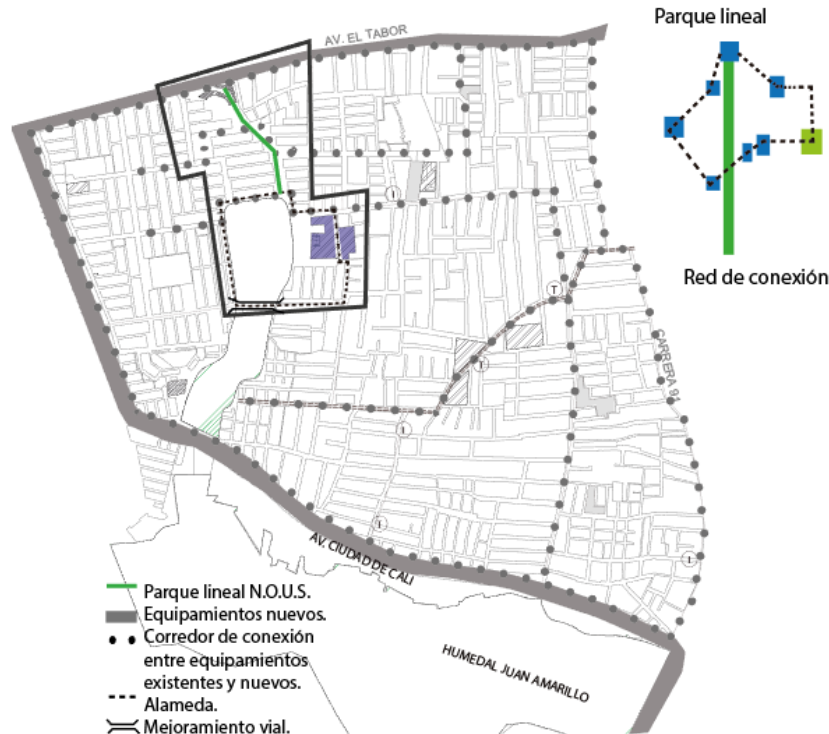 Parque lineal
AV. EL TABOR
Red de conexión
I
T
CARRERA 91
I
I
I
I
AV. CIUDAD DE CALI
HUMEDAL JUAN AMARILLO
Parque lineal N.O.U.S.
Equipamientos nuevos.
Corredor de conexión
entre equipamientos
existentes y nuevos.
Alameda.
Mejoramiento vial.